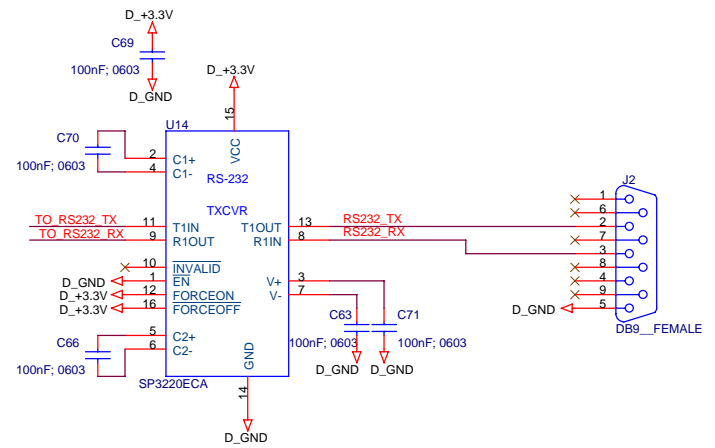 D_+3.3V
C69
100nF; 0603
D_GND
D_+3.3V
U14
15
VCC
C70
100nF; 0603
2
4
C1+
C1-
RS-232
TXCVR
TO_RS232_TX
11
T1IN
T1OUT
13
RS232_TX
TO_RS232_RX
9
R1OUT
R1IN
8
RS232_RX
10
INVALID
D_GND
1
EN
D_+3.3V
12
FORCEON
D_+3.3V
16
FORCEOFF
V+
3
V-
7
C66
100nF; 0603
5
6
C2+
C2-
GND
14
SP3220ECA
D_GND
C63
100nF; 0603
D_GND
C71
100nF; 0603
D_GND
J2
1
6
2
7
3
8
4
9
5
D_GND
DB9__FEMALE